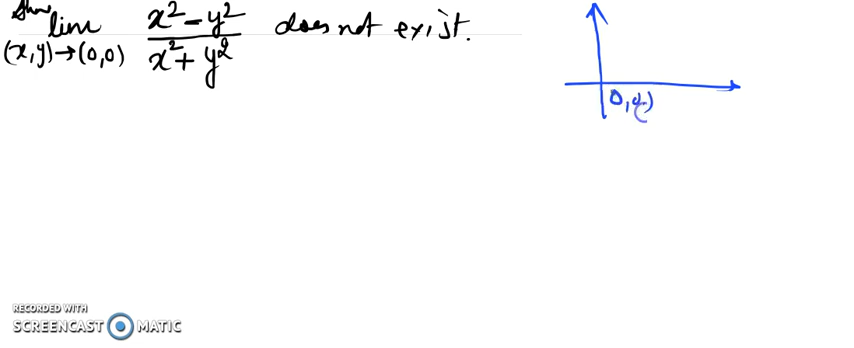 Show lim (x,y)→(0,0) x²-y² / x²+y² does not exist.
0,0)
RECORDED WITH
SCREENCAST MATIC